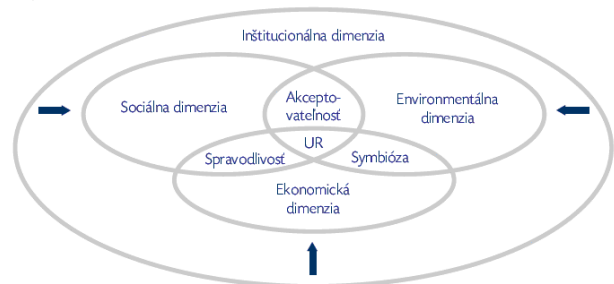 Inštitucionálna dimenzia
Sociálna dimenzia
Akcepto-
vateľnosť
Environmentálna
dimenzia
UR
Spravodlivosť
Symbióza
Ekonomická
dimenzia